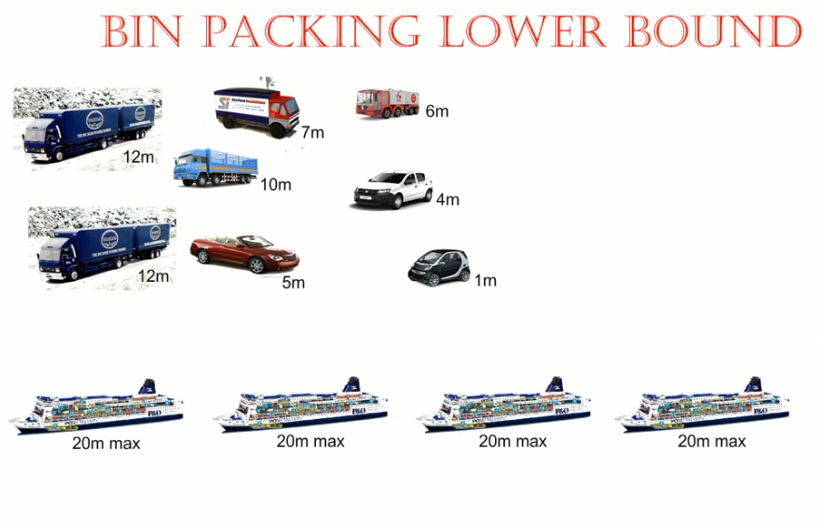 BIN PACKING LOWER BOUND
12m
7m
6m
10m
4m
12m
5m
1m
P&O
20m max
P&O
20m max
P&O
20m max
P&O
20m max